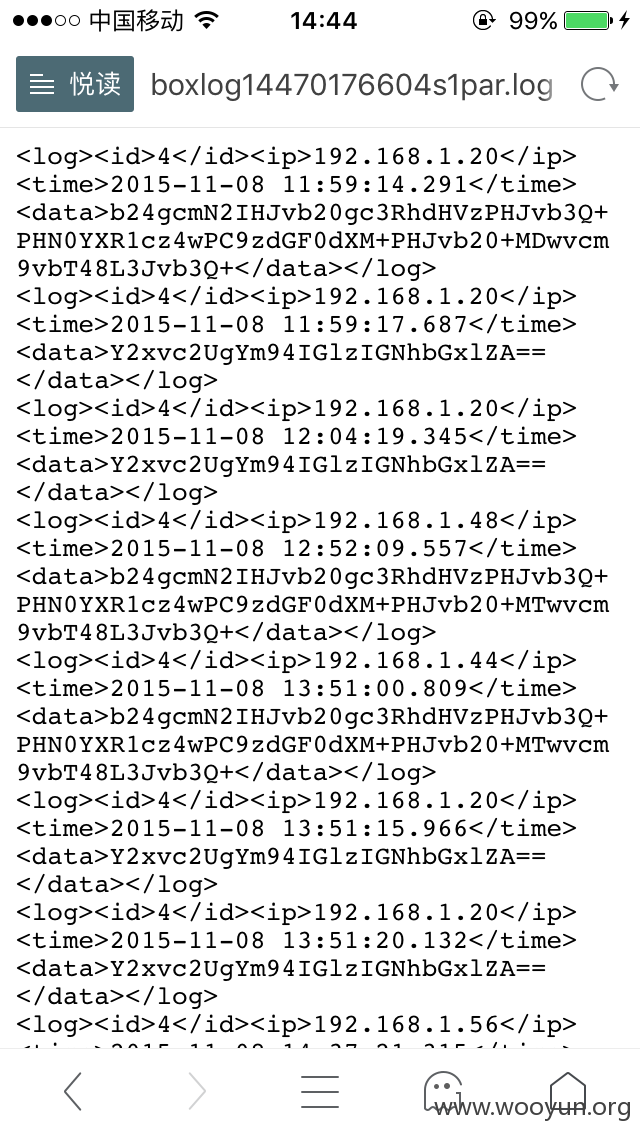 中国移动 14:44 99%
悦读 boxlog14470176604s1par.log
<log><id>4</id><ip>192.168.1.20</ip>
<time>2015-11-08 11:59:14.291</time>
<data>b24gcmN2IHJvb20gc3RhdHVzPHJvb3Q+
PHN0YXR1cz4wPC9zdGF0dXM+PHJvb20+MDwvcm
9vbT48L3Jvb3Q+</data></log>
<log><id>4</id><ip>192.168.1.20</ip>
<time>2015-11-08 11:59:17.687</time>
<data>Y2xvc2UgYm94IGlzIGNhbGxlZA==
</data></log>
<log><id>4</id><ip>192.168.1.20</ip>
<time>2015-11-08 12:04:19.345</time>
<data>Y2xvc2UgYm94IGlzIGNhbGxlZA==
</data></log>
<log><id>4</id><ip>192.168.1.48</ip>
<time>2015-11-08 12:52:09.557</time>
<data>b24gcmN2IHJvb20gc3RhdHVzPHJvb3Q+
PHN0YXR1cz4wPC9zdGF0dXM+PHJvb20+MTwvcm
9vbT48L3Jvb3Q+</data></log>
<log><id>4</id><ip>192.168.1.44</ip>
<time>2015-11-08 13:51:00.809</time>
<data>b24gcmN2IHJvb20gc3RhdHVzPHJvb3Q+
PHN0YXR1cz4wPC9zdGF0dXM+PHJvb20+MTwvcm
9vbT48L3Jvb3Q+</data></log>
<log><id>4</id><ip>192.168.1.20</ip>
<time>2015-11-08 13:51:15.966</time>
<data>Y2xvc2UgYm94IGlzIGNhbGxlZA==
</data></log>
<log><id>4</id><ip>192.168.1.20</ip>
<time>2015-11-08 13:51:20.132</time>
<data>Y2xvc2UgYm94IGlzIGNhbGxlZA==
</data></log>
<log><id>4</id><ip>192.168.1.56</ip>
www.wooyun.org